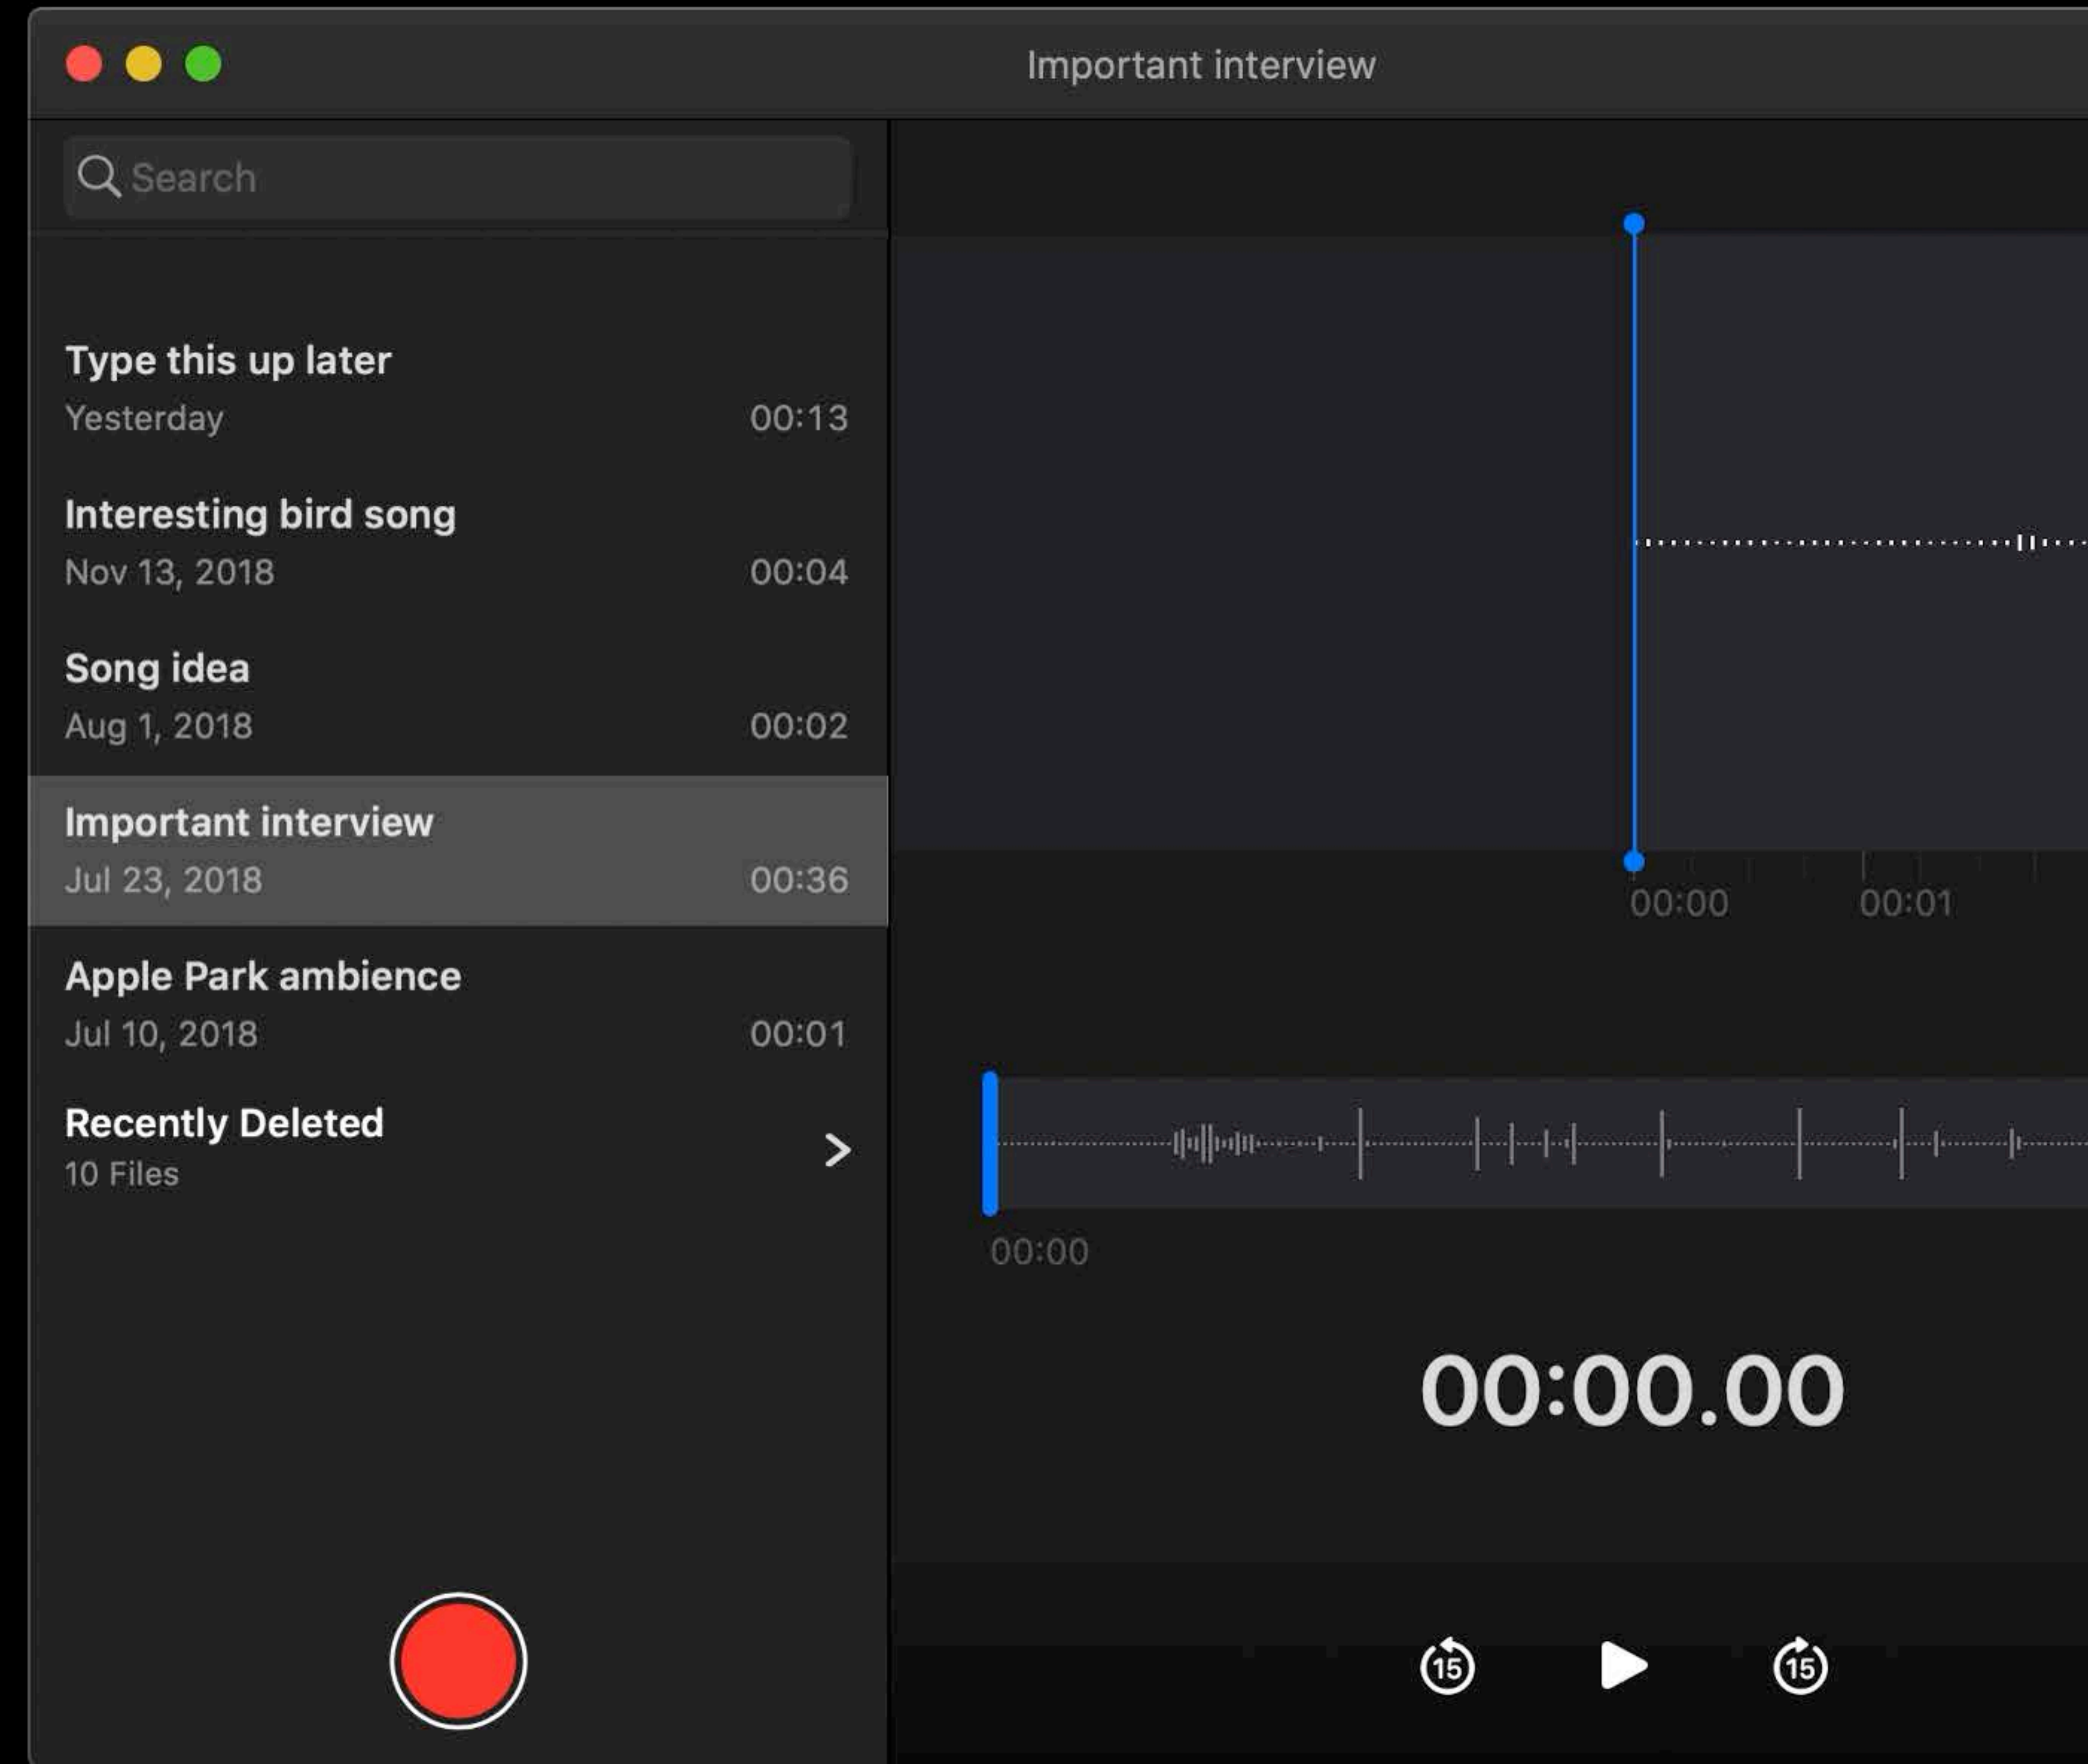 Important interview
Search
Type this up later
Yesterday 00:13
Interesting bird song
Nov 13, 2018 00:04
Song idea
Aug 1, 2018 00:02
Important interview
Jul 23, 2018 00:36
Apple Park ambience
Jul 10, 2018 00:01
Recently Deleted
10 Files
00:00 00:01
00:00
00:00.00
15 15